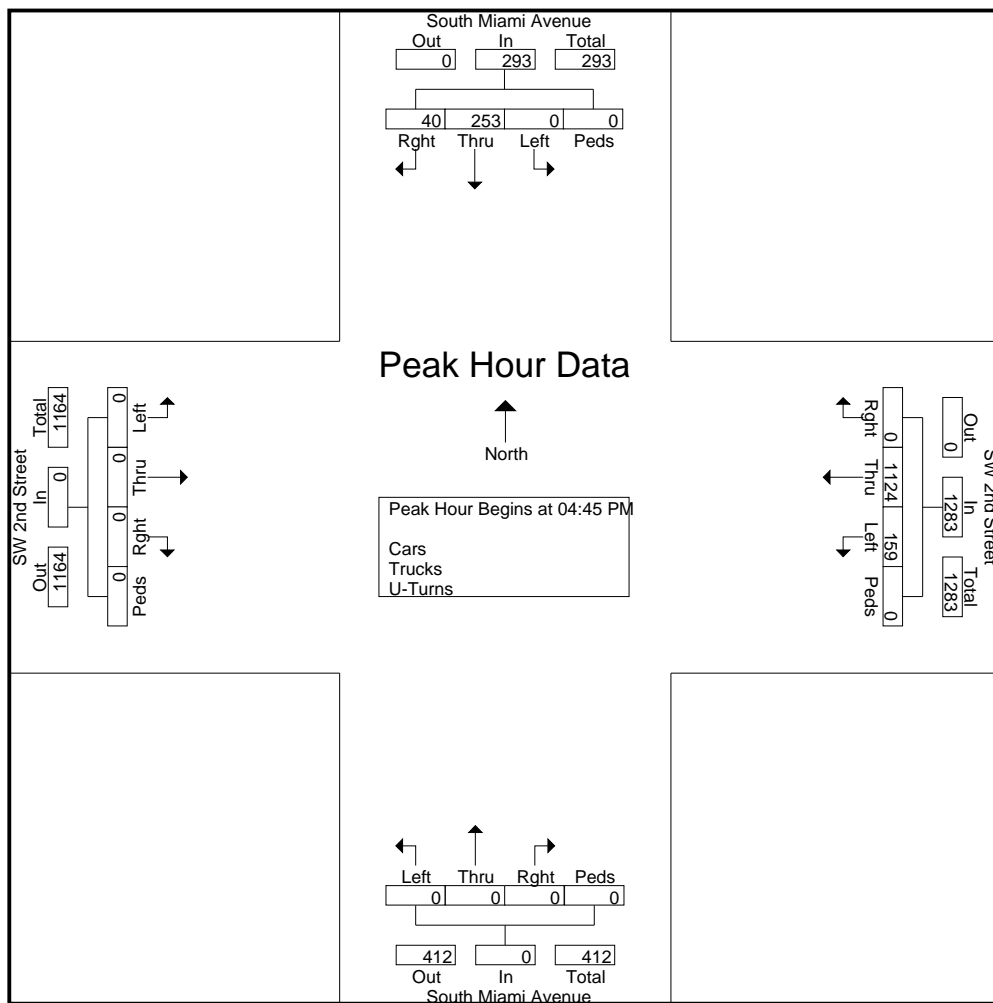 South Miami Avenue
Out In Total
0 293 293
40 253 0 0
Rght Thru Left Peds
Peak Hour Data
North
Peak Hour Begins at 04:45 PM
Cars
Trucks
U-Turns
SW 2nd Street
Total In Out
1164 0 1164
0 0 0 0
Left Thru Rght Peds
SW 2nd Street
Out In Total
0 1283 1283
0 1124 159 0
Rght Thru Left Peds
Left Thru Rght Peds
0 0 0 0
412 0 412
Out In Total
South Miami Avenue